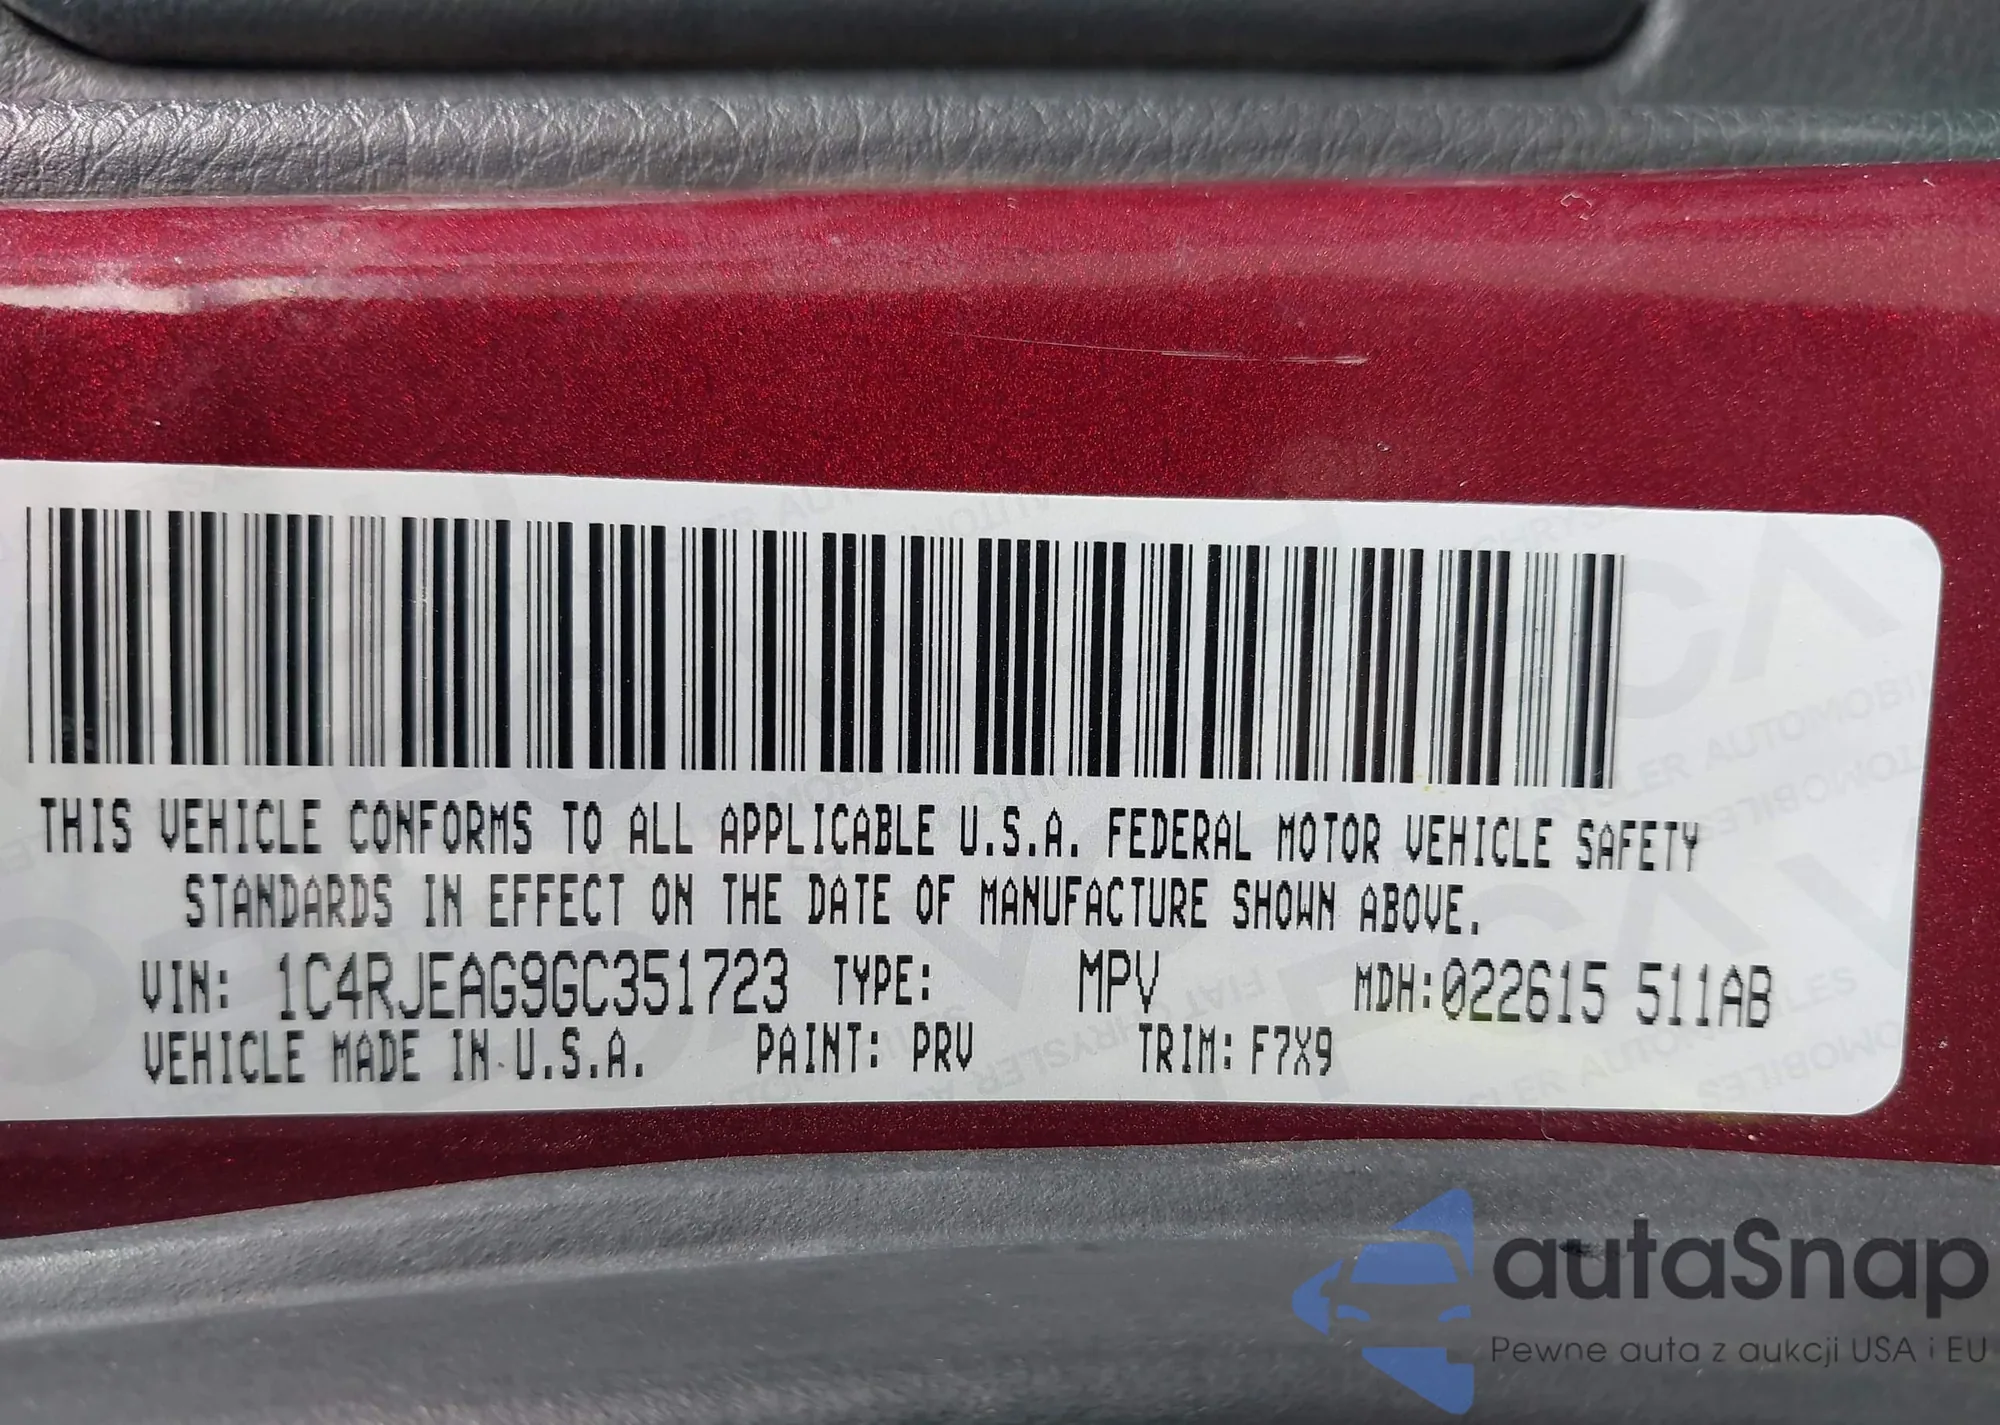 THIS VEHICLE CONFORMS TO ALL APPLICABLE U.S.A. FEDERAL MOTOR VEHICLE SAFETY
STANDARDS IN EFFECT ON THE DATE OF MANUFACTURE SHOWN ABOVE.
VIN: 1C4RJEAG9GC351723 TYPE: MPV MDH:022615 511AB
VEHICLE MADE IN U.S.A. PAINT: PRV TRIM: F7X9
autaSnap
Pewne auta z aukcji USA i EU